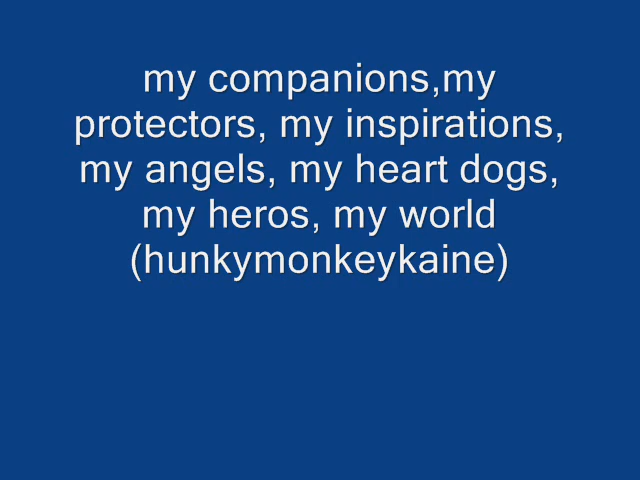 my companions,my
protectors, my inspirations,
my angels, my heart dogs,
my heros, my world
(hunkymonkeykaine)